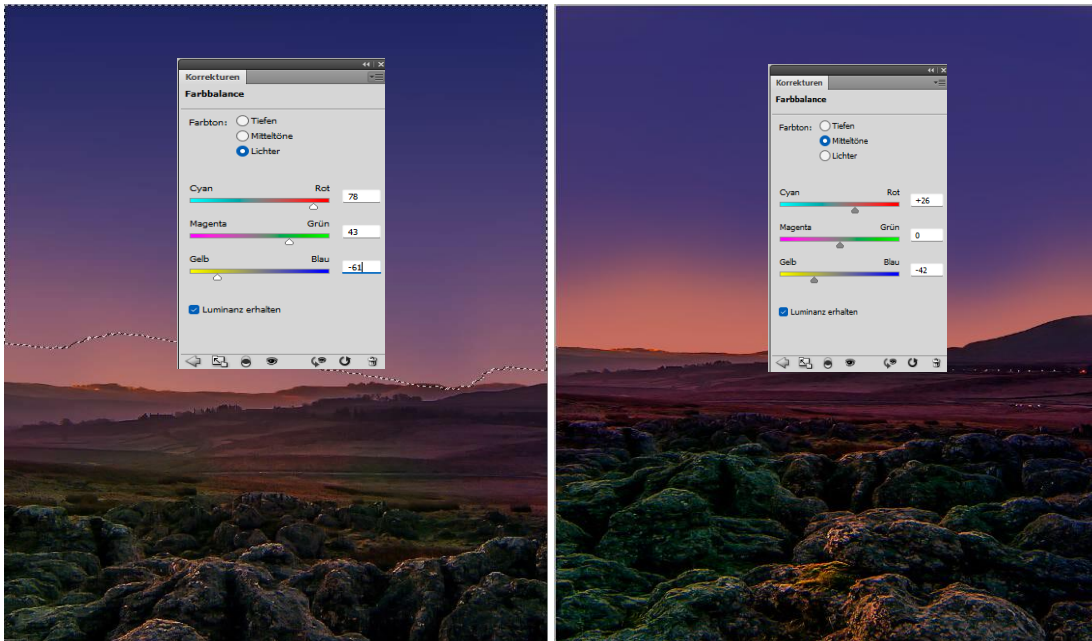 Korrekturen
Farbbalance
Farbton: Tiefen
Mitteltöne
Lichter
Cyan Rot 78
Magenta Grün 43
Gelb Blau -61
Luminanz erhalten
Korrekturen
Farbbalance
Farbton: Tiefen
Mitteltöne
Lichter
Cyan Rot +26
Magenta Grün 0
Gelb Blau -42
Luminanz erhalten